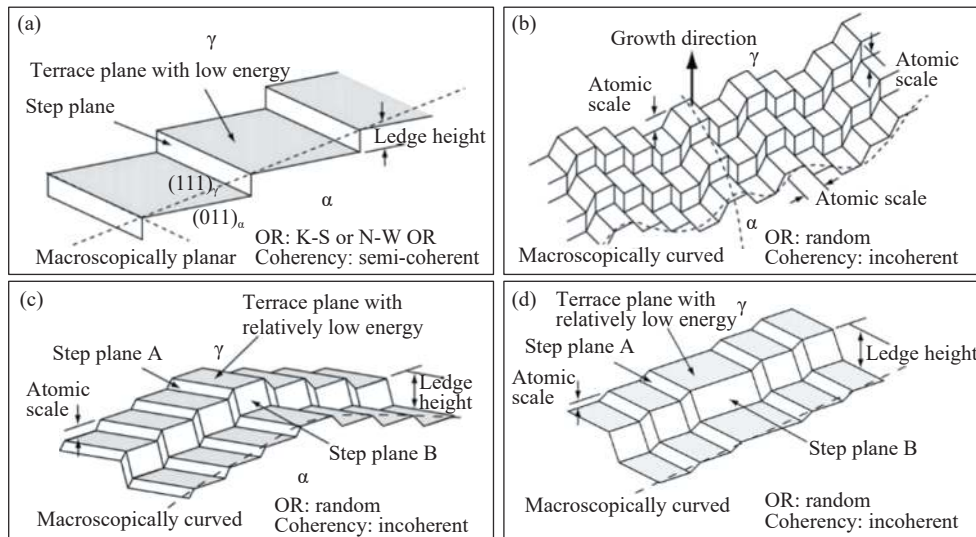 (a)
γ
Terrace plane with low energy
Step plane
Ledge height
(111)γ
(011)α
α
OR: K-S or N-W OR
Macroscopically planar
Coherency: semi-coherent
(b)
Growth direction
γ
Atomic
scale
Atomic
scale
Atomic scale
α
OR: random
Macroscopically curved
Coherency: incoherent
(c)
Terrace plane with
relatively low energy
γ
Step plane A
Atomic
scale
Ledge
height
Step plane B
α
OR: random
Macroscopically curved
Coherency: incoherent
(d)
Terrace plane with
relatively low energy
γ
Step plane A
Ledge height
Atomic
scale
Step plane B
Macroscopically curved
OR: random
Coherency: incoherent